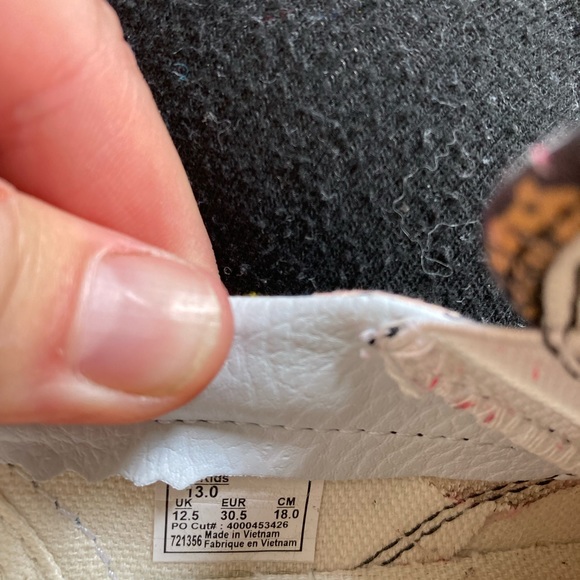 Kids
13.0
UK EUR CM
12.5 30.5 18.0
PO Cut# : 4000453426
721356 Made in Vietnam
Fabrique en Vietnam